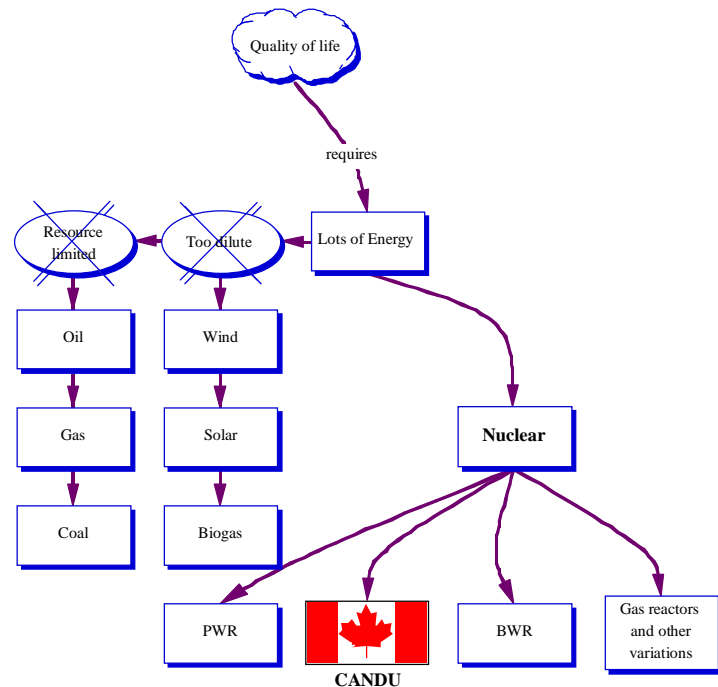 Quality of life
requires
Resource
limited
Too dilute
Lots of Energy
Oil
Wind
Gas
Solar
Nuclear
Coal
Biogas
PWR
BWR
Gas reactors
and other
variations
CANDU